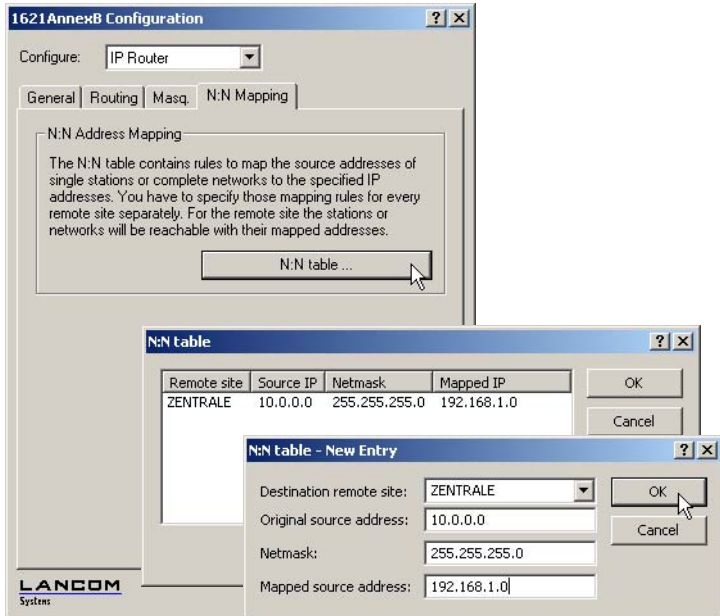 1621AnnexB Configuration
Configure: IP Router
General Routing Masq. N:N Mapping
N:N Address Mapping
The N:N table contains rules to map the source addresses of
single stations or complete networks to the specified IP
addresses. You have to specify those mapping rules for every
remote site separately. For the remote site the stations or
networks will be reachable with their mapped addresses.
N:N table ...
N:N table
Remote site Source IP Netmask Mapped IP
ZENTRALE 10.0.0.0 255.255.255.0 192.168.1.0
OK
Cancel
N:N table - New Entry
Destination remote site: ZENTRALE
Original source address: 10.0.0.0
Netmask: 255.255.255.0
Mapped source address: 192.168.1.0
OK
Cancel
LANCOM
Systems